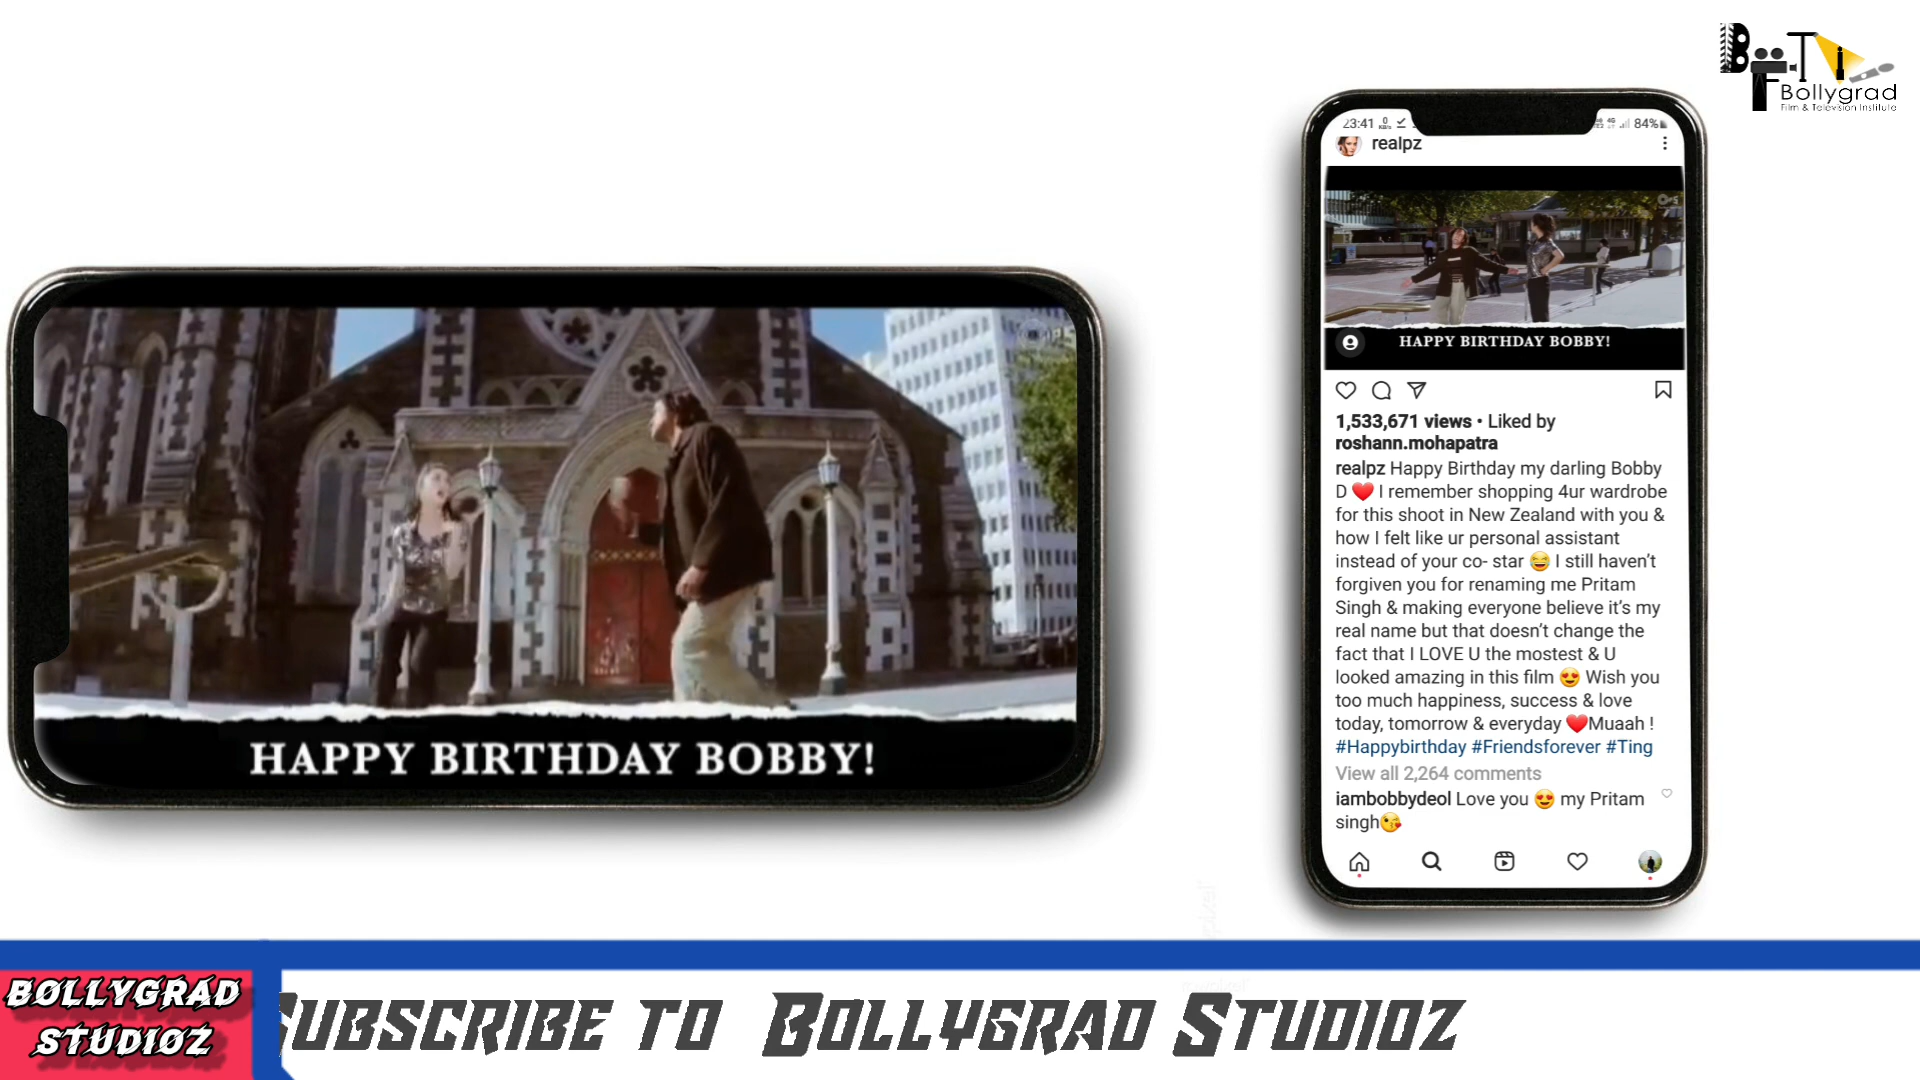 BFTi
Bollygrad
Film & Television Institute
23:41 0 KB/s 4G 84%
realpz
HAPPY BIRTHDAY BOBBY!
1,533,671 views • Liked by
roshann.mohapatra
realpz Happy Birthday my darling Bobby
D ❤️ I remember shopping 4ur wardrobe
for this shoot in New Zealand with you &
how I felt like ur personal assistant
instead of your co- star 😂 I still haven't
forgiven you for renaming me Pritam
Singh & making everyone believe it's my
real name but that doesn't change the
fact that I LOVE U the mostest & U
looked amazing in this film 😍 Wish you
too much happiness, success & love
today, tomorrow & everyday ❤️Muaah !
#Happybirthday #Friendsforever #Ting
View all 2,264 comments
iambobbydeol Love you 😍 my Pritam
singh😘
HAPPY BIRTHDAY BOBBY!
BOLLYGRAD
STUDIOZ
SUBSCRIBE TO BOLLYGRAD STUDIOZ